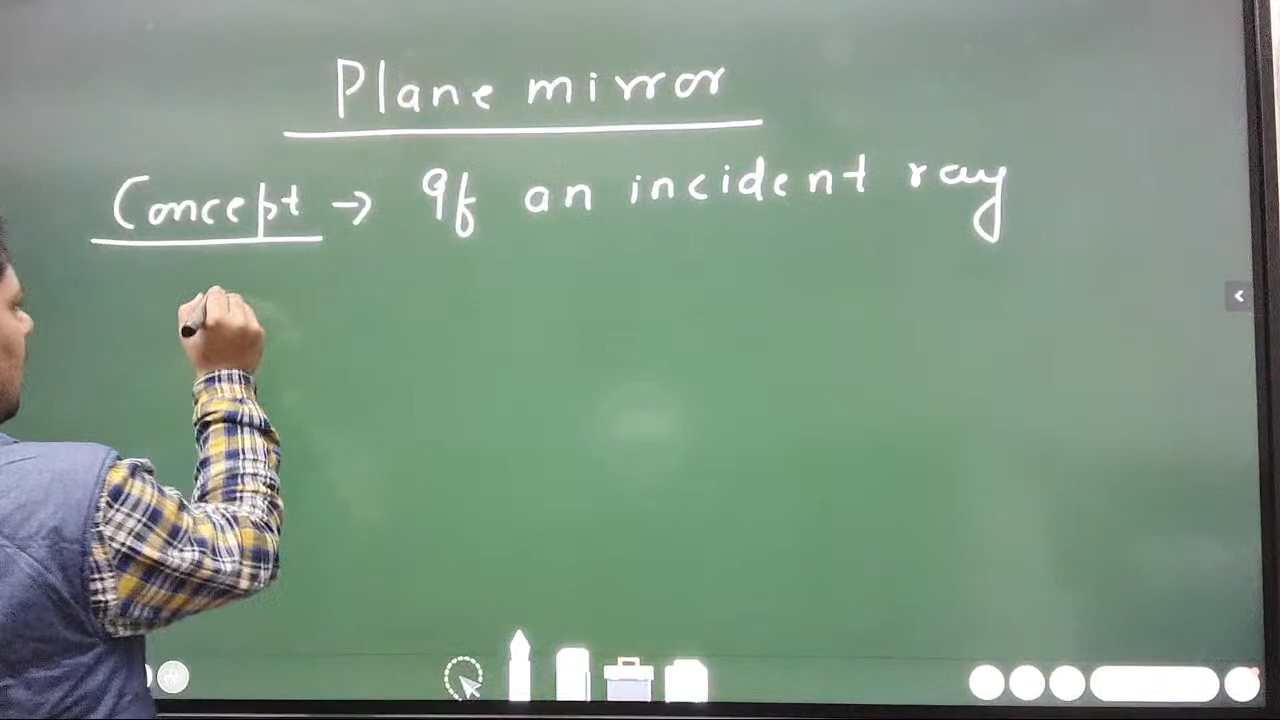 Plane mirror
Concept → If an incident ray